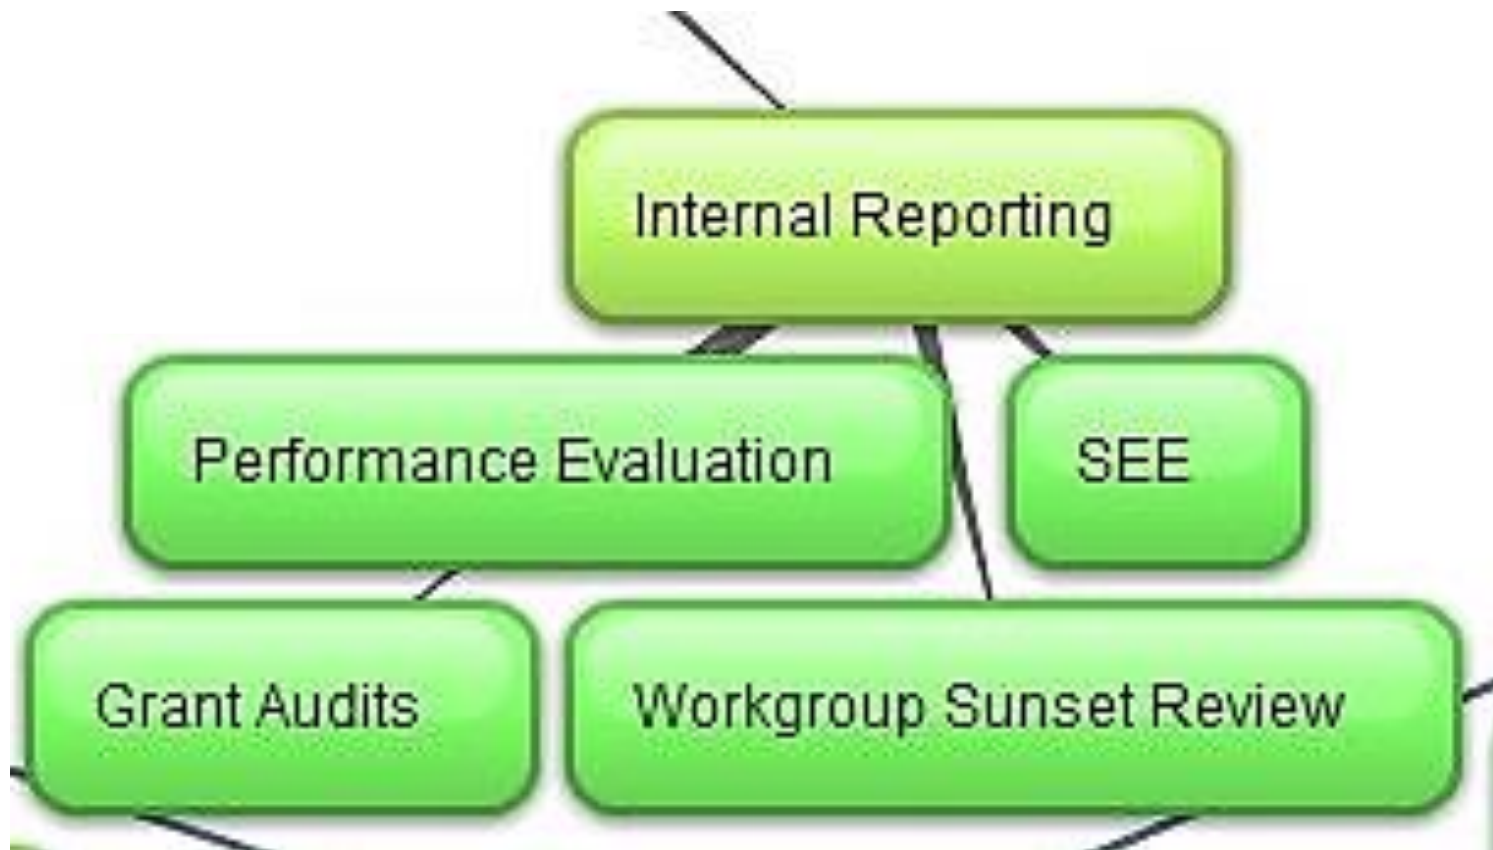 Internal Reporting
Performance Evaluation
SEE
Grant Audits
Workgroup Sunset Review